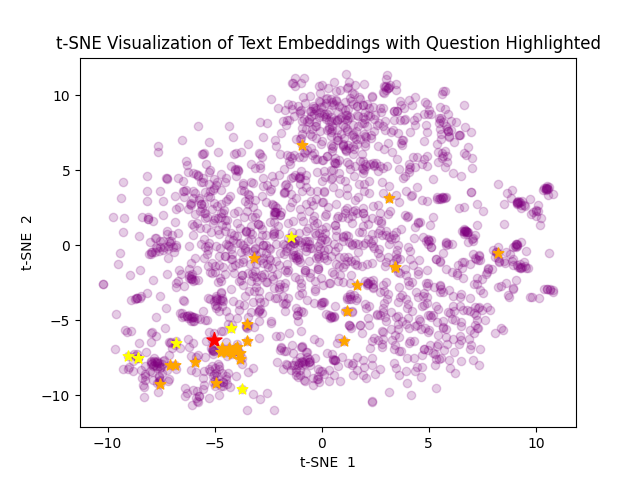 t-SNE Visualization of Text Embeddings with Question Highlighted
10
5
0
−5
−10
t-SNE 2
−10 −5 0 5 10
t-SNE 1